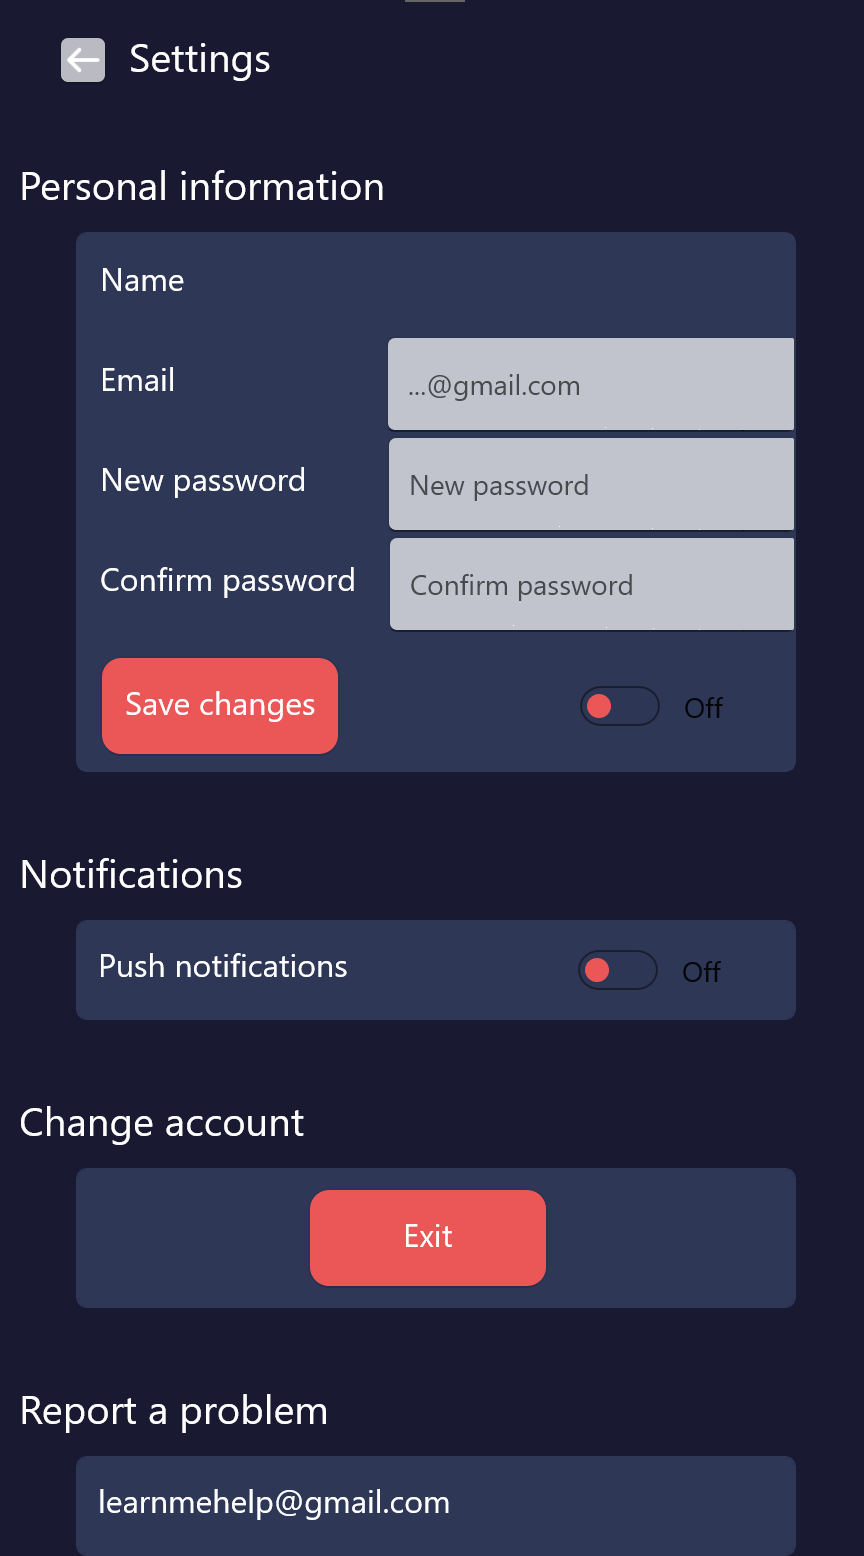 Settings
Personal information
Name
Email ...@gmail.com
New password New password
Confirm password Confirm password
Save changes Off
Notifications
Push notifications Off
Change account
Exit
Report a problem
learnmehelp@gmail.com